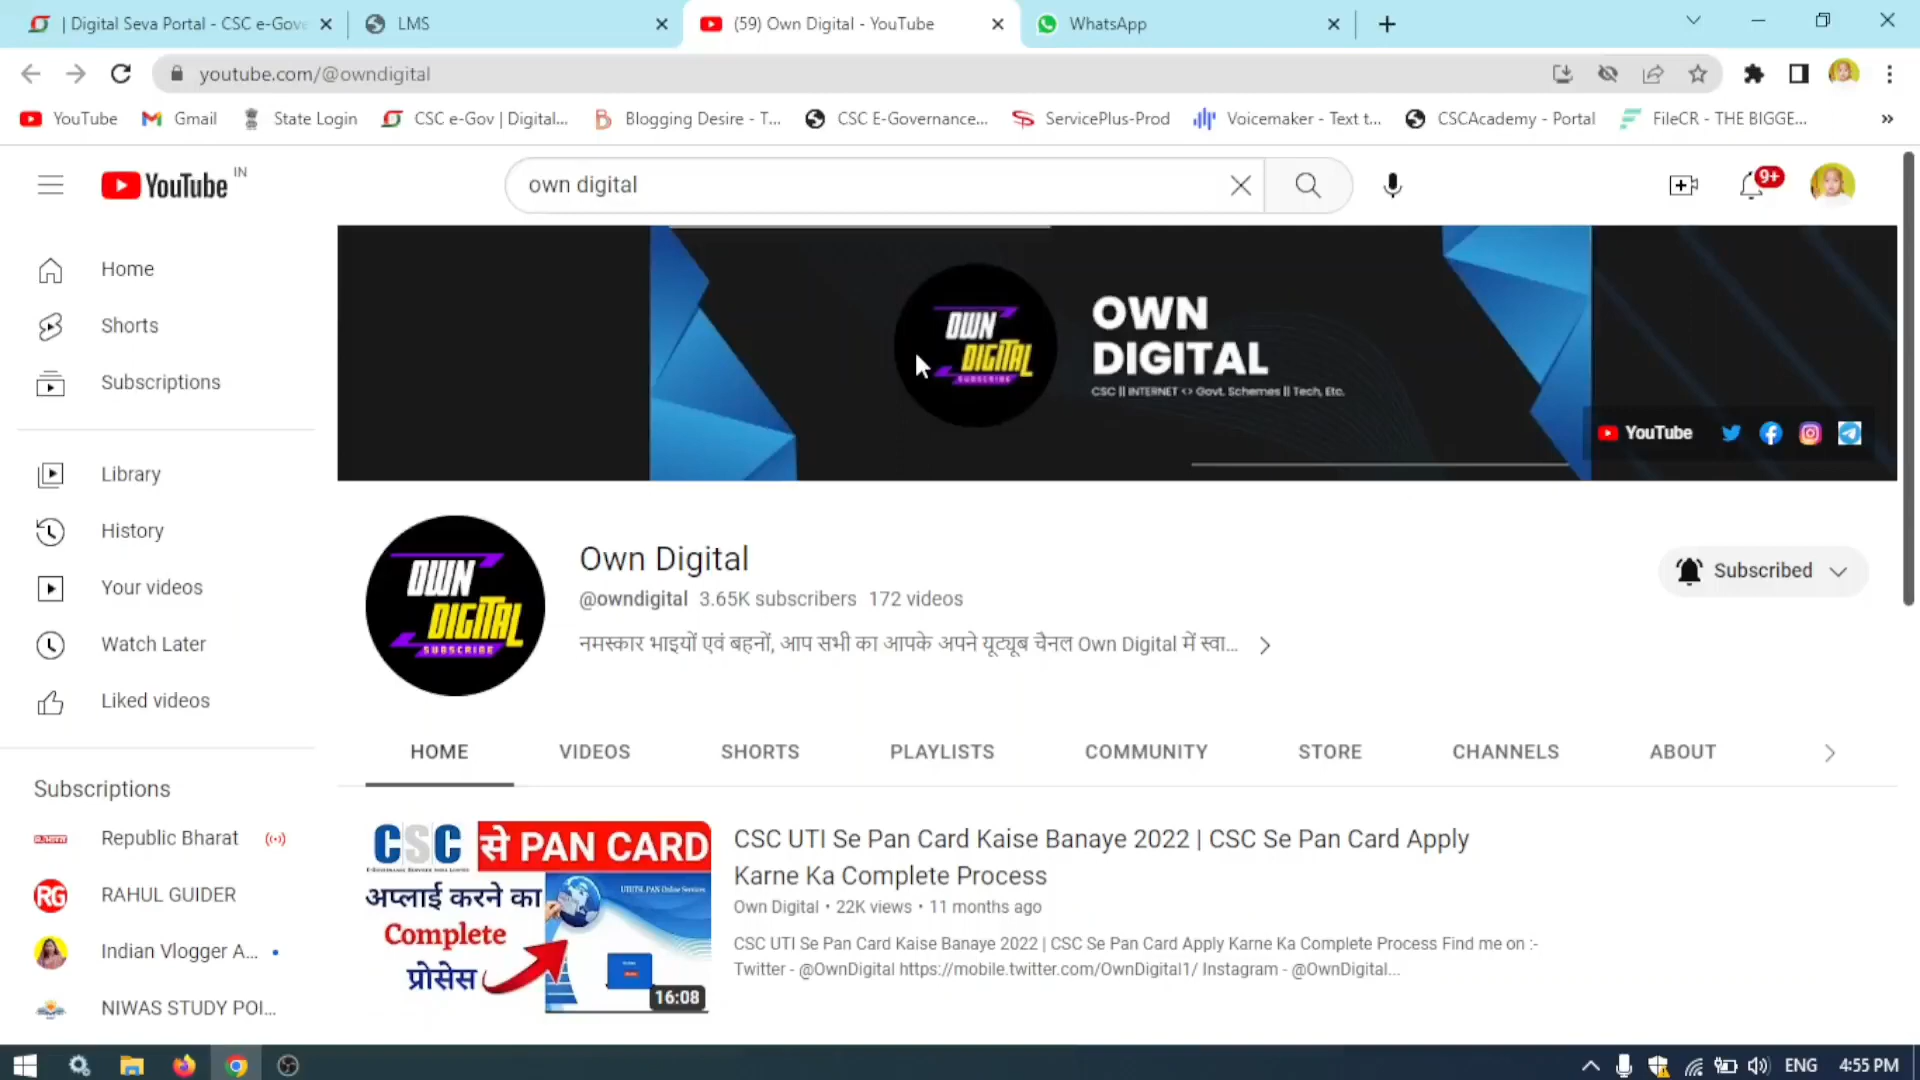 | Digital Seva Portal - CSC e-Gove
LMS
(59) Own Digital - YouTube
WhatsApp
youtube.com/@owndigital
YouTube
Gmail
State Login
CSC e-Gov | Digital...
Blogging Desire - T...
CSC E-Governance...
ServicePlus-Prod
Voicemaker - Text t...
CSCAcademy - Portal
FileCR - THE BIGGE...
YouTube IN
own digital
9+
Home
Shorts
Subscriptions
Library
History
Your videos
Watch Later
Liked videos
Subscriptions
Republic Bharat
RG
RAHUL GUIDER
Indian Vlogger A...
NIWAS STUDY POI...
OWN
DIGITAL
SUBSCRIBE
OWN
DIGITAL
CSC || INTERNET <> Govt. Schemes || Tech, Etc.
YouTube
OWN
DIGITAL
SUBSCRIBE
Own Digital
@owndigital 3.65K subscribers 172 videos
नमस्कार भाइयों एवं बहनों, आप सभी का आपके अपने यूट्यूब चैनल Own Digital में स्वा...
Subscribed
HOME
VIDEOS
SHORTS
PLAYLISTS
COMMUNITY
STORE
CHANNELS
ABOUT
CSC से PAN CARD
अप्लाई करने का
Complete
प्रोसेस
16:08
CSC UTI Se Pan Card Kaise Banaye 2022 | CSC Se Pan Card Apply
Karne Ka Complete Process
Own Digital • 22K views • 11 months ago
CSC UTI Se Pan Card Kaise Banaye 2022 | CSC Se Pan Card Apply Karne Ka Complete Process Find me on :-
Twitter - @OwnDigital https://mobile.twitter.com/OwnDigital1/ Instagram - @OwnDigital...
ENG
4:55 PM